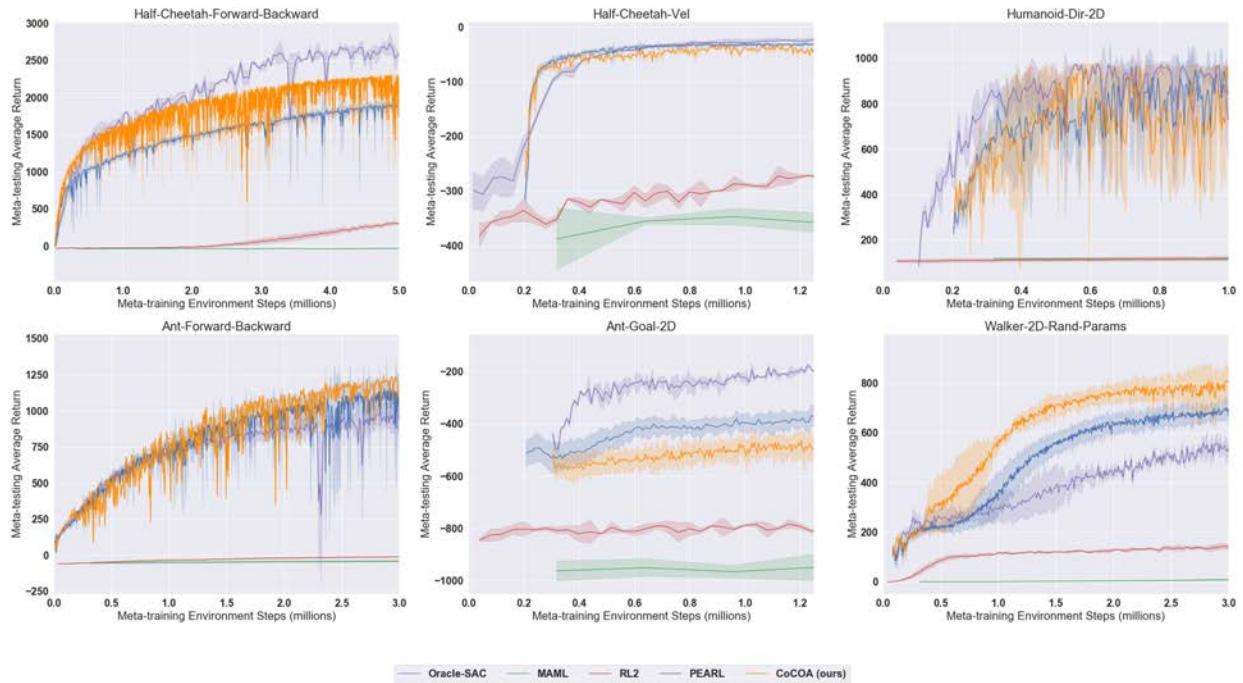 Half-Cheetah-Forward-Backward
Meta-testing Average Return
3000
2500
2000
1500
1000
500
0
0.0 1.0 2.0 3.0 4.0 5.0
Meta-training Environment Steps (millions)
Half-Cheetah-Vel
Meta-testing Average Return
0
−100
−200
−300
−400
0.0 0.2 0.4 0.6 0.8 1.0 1.2
Meta-training Environment Steps (millions)
Humanoid-Dir-2D
Meta-testing Average Return
1000
800
600
400
200
0.0 0.2 0.4 0.6 0.8 1.0
Meta-training Environment Steps (millions)
Ant-Forward-Backward
Meta-testing Average Return
1500
1250
1000
750
500
250
0
−250
0.0 0.5 1.0 1.5 2.0 2.5 3.0
Meta-training Environment Steps (millions)
Ant-Goal-2D
Meta-testing Average Return
−200
−400
−600
−800
−1000
0.0 0.2 0.4 0.6 0.8 1.0 1.2
Meta-training Environment Steps (millions)
Walker-2D-Rand-Params
Meta-testing Average Return
800
600
400
200
0
0.0 0.5 1.0 1.5 2.0 2.5 3.0
Meta-training Environment Steps (millions)
Oracle-SAC MAML RL2 PEARL CoCOA (ours)